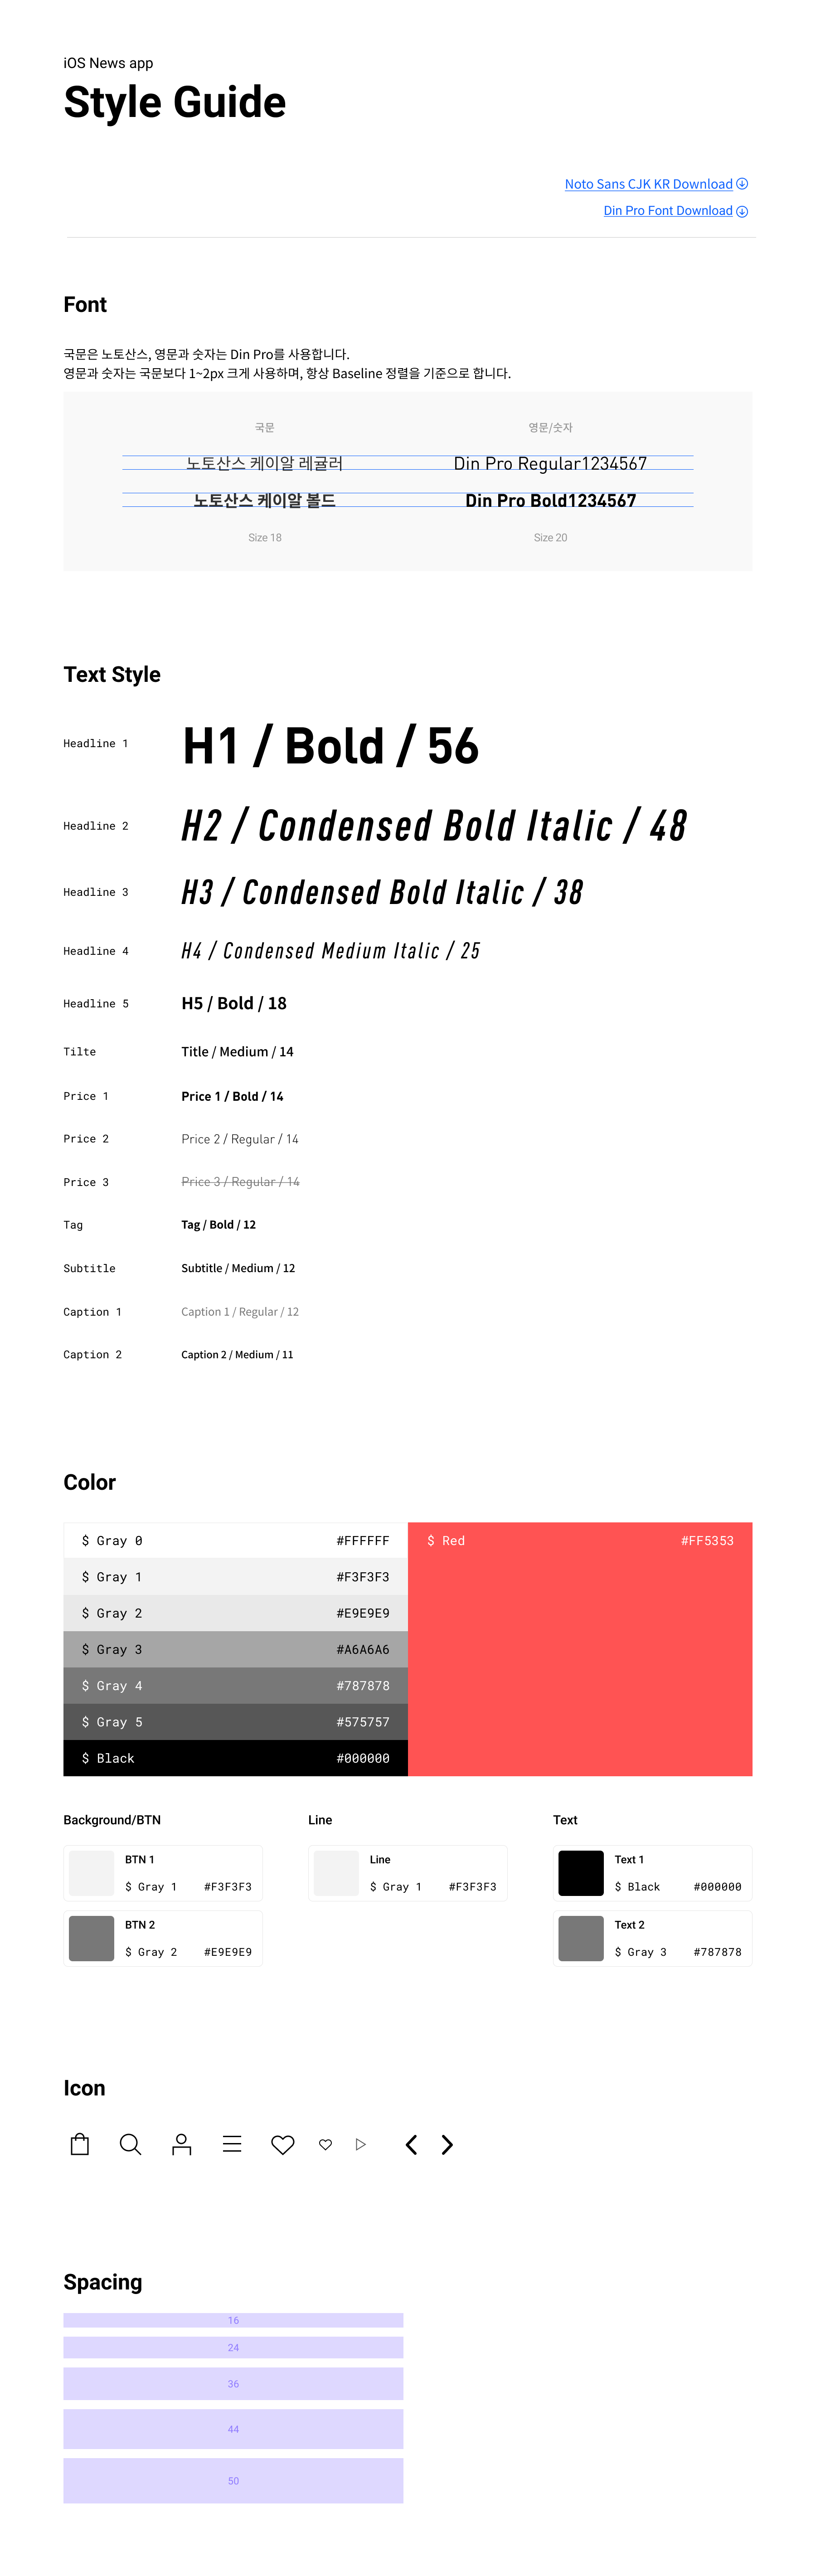 iOS News app
Style Guide
Noto Sans CJK KR Download
Din Pro Font Download
Font
국문은 노토산스, 영문과 숫자는 Din Pro를 사용합니다.
영문과 숫자는 국문보다 1~2px 크게 사용하며, 항상 Baseline 정렬을 기준으로 합니다.
국문 영문/숫자
노토산스 케이알 레귤러 Din Pro Regular1234567
노토산스 케이알 볼드 Din Pro Bold1234567
Size 18 Size 20
Text Style
Headline 1 H1 / Bold / 56
Headline 2 H2 / Condensed Bold Italic / 48
Headline 3 H3 / Condensed Bold Italic / 38
Headline 4 H4 / Condensed Medium Italic / 25
Headline 5 H5 / Bold / 18
Tilte Title / Medium / 14
Price 1 Price 1 / Bold / 14
Price 2 Price 2 / Regular / 14
Price 3 Price 3 / Regular / 14
Tag Tag / Bold / 12
Subtitle Subtitle / Medium / 12
Caption 1 Caption 1 / Regular / 12
Caption 2 Caption 2 / Medium / 11
Color
$ Gray 0 #FFFFFF $ Red #FF5353
$ Gray 1 #F3F3F3
$ Gray 2 #E9E9E9
$ Gray 3 #A6A6A6
$ Gray 4 #787878
$ Gray 5 #575757
$ Black #000000
Background/BTN Line Text
BTN 1 Line Text 1
$ Gray 1 #F3F3F3 $ Gray 1 #F3F3F3 $ Black #000000
BTN 2 Text 2
$ Gray 2 #E9E9E9 $ Gray 3 #787878
Icon
Spacing
16
24
36
44
50